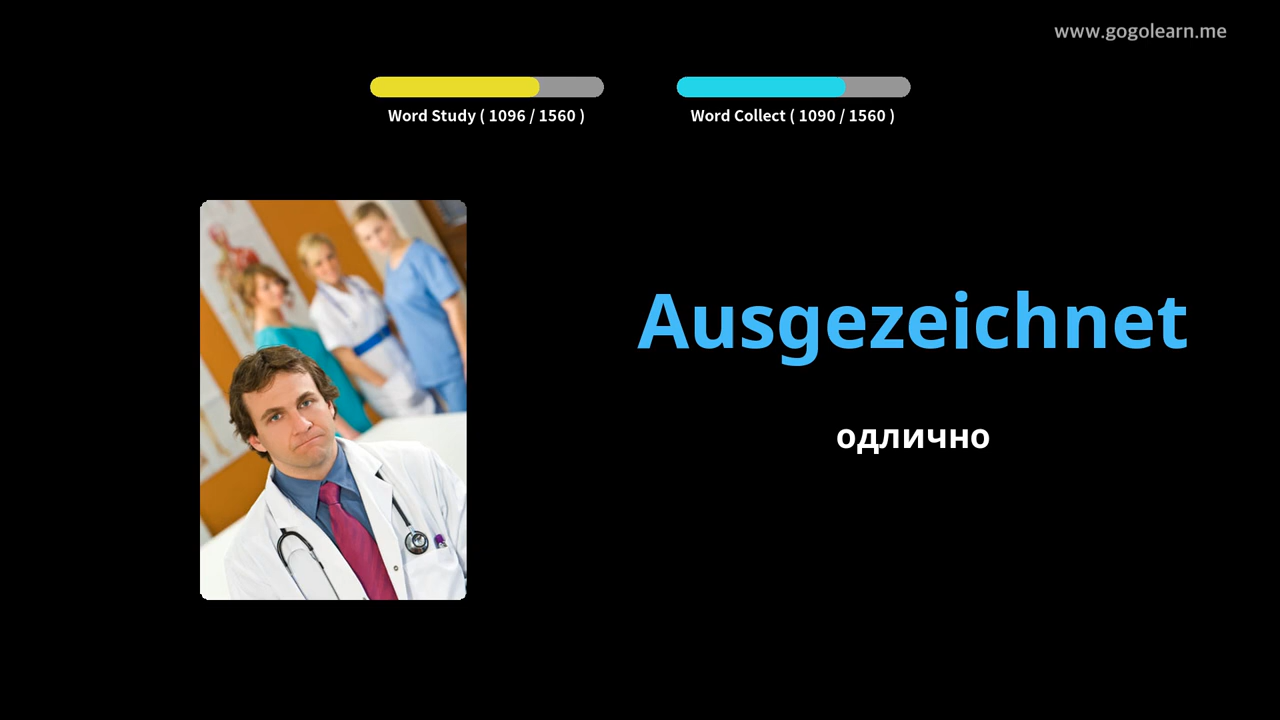 www.gogolearn.me
Word Study ( 1096 / 1560 )
Word Collect ( 1090 / 1560 )
Ausgezeichnet
одлично